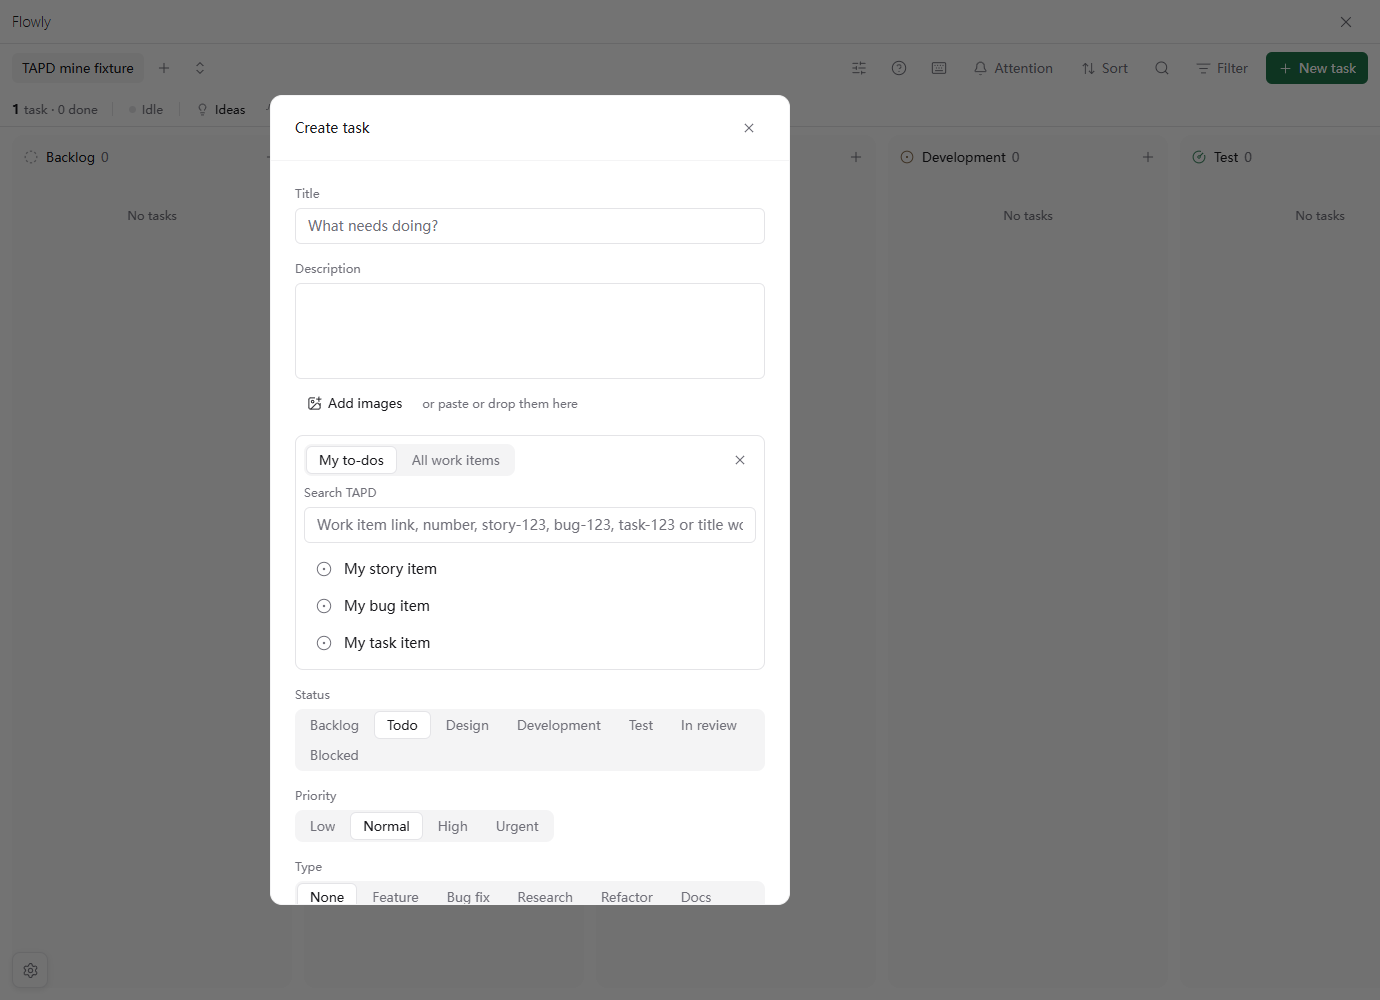 Flowly
TAPD mine fixture
Attention
Sort
Filter
New task
1 task · 0 done
Idle
Ideas
Backlog 0
No tasks
Development 0
No tasks
Test 0
No tasks
Create task
Title
What needs doing?
Description
Add images
or paste or drop them here
My to-dos
All work items
Search TAPD
Work item link, number, story-123, bug-123, task-123 or title wo
My story item
My bug item
My task item
Status
Backlog
Todo
Design
Development
Test
In review
Blocked
Priority
Low
Normal
High
Urgent
Type
None
Feature
Bug fix
Research
Refactor
Docs